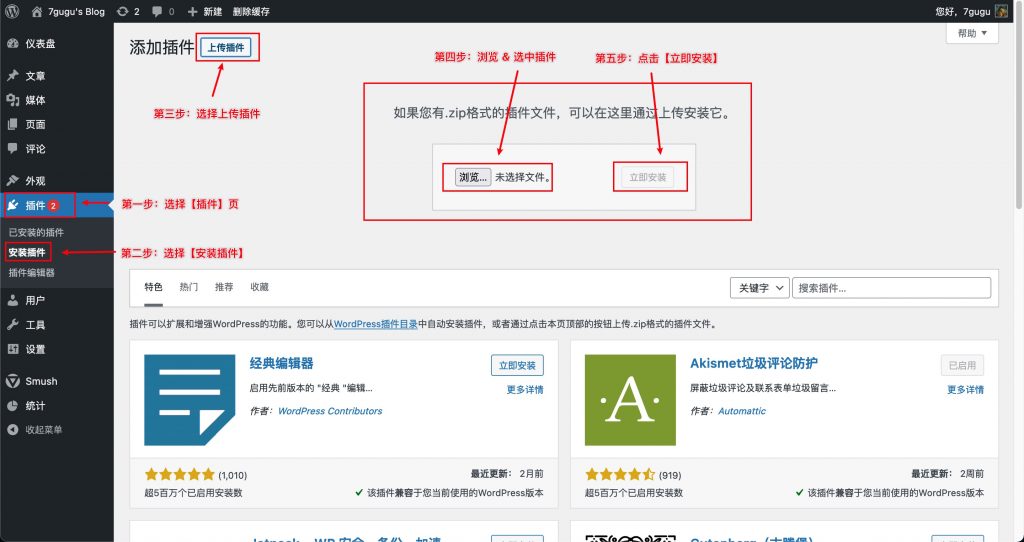 7gugu's Blog 2 0 新建 删除缓存 您好，7gugu
帮助
仪表盘
文章
媒体
页面
评论
外观
插件 2
已安装的插件
安装插件
插件编辑器
用户
工具
设置
Smush
统计
收起菜单
添加插件 上传插件
第三步：选择上传插件
第四步：浏览 & 选中插件
第五步：点击【立即安装】
如果您有.zip格式的插件文件，可以在这里通过上传安装它。
浏览... 未选择文件。 立即安装
第一步：选择【插件】页
第二步：选择【安装插件】
特色 热门 推荐 收藏 关键字 搜索插件...
插件可以扩展和增强WordPress的功能。您可以从WordPress插件目录中自动安装插件，或者通过点击本页顶部的按钮上传.zip格式的插件文件。
经典编辑器
立即安装
启用先前版本的 "经典 "编辑...
更多详情
作者：WordPress Contributors
(1,010)
最近更新： 2月前
超5百万个已启用安装数
该插件兼容于您当前使用的WordPress版本
A
Akismet垃圾评论防护
已启用
屏蔽垃圾评论及联系表单垃圾留言...
更多详情
作者：Automattic
(919)
最近更新： 2周前
超5百万个已启用安装数
该插件兼容于您当前使用的WordPress版本